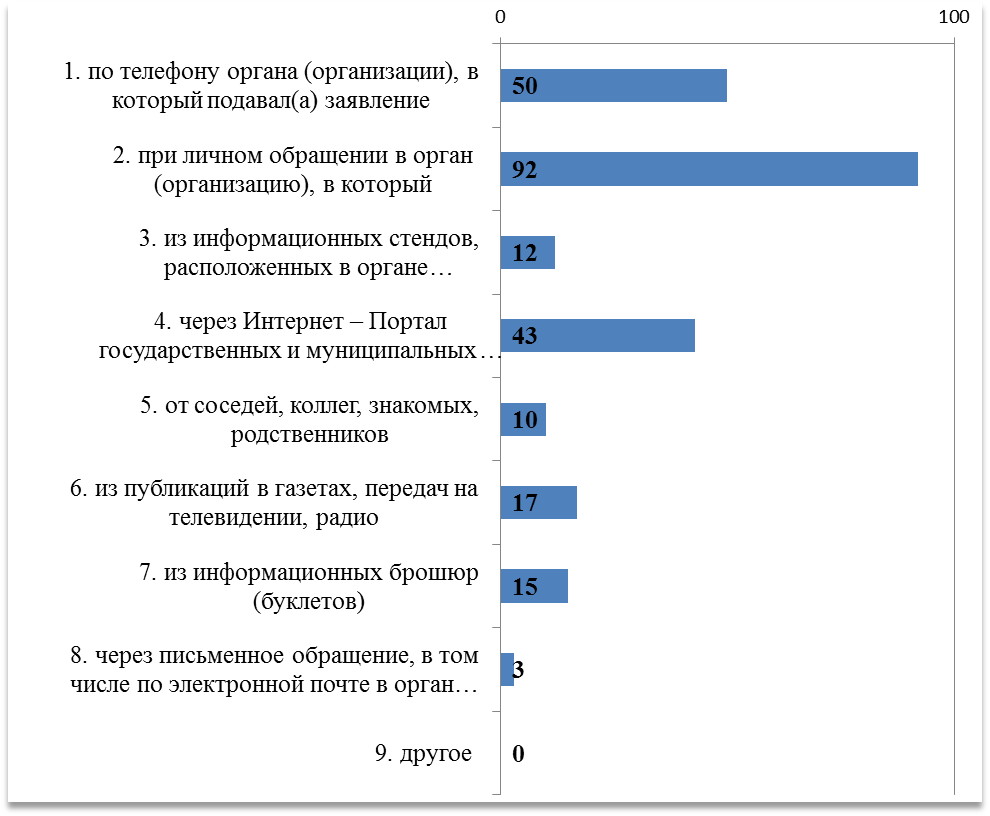 0 100
1. по телефону органа (организации), в
который подавал(а) заявление
50
2. при личном обращении в орган
(организацию), в который
92
3. из информационных стендов,
расположенных в органе…
12
4. через Интернет – Портал
государственных и муниципальных…
43
5. от соседей, коллег, знакомых,
родственников
10
6. из публикаций в газетах, передач на
телевидении, радио
17
7. из информационных брошюр
(буклетов)
15
8. через письменное обращение, в том
числе по электронной почте в орган…
3
9. другое
0